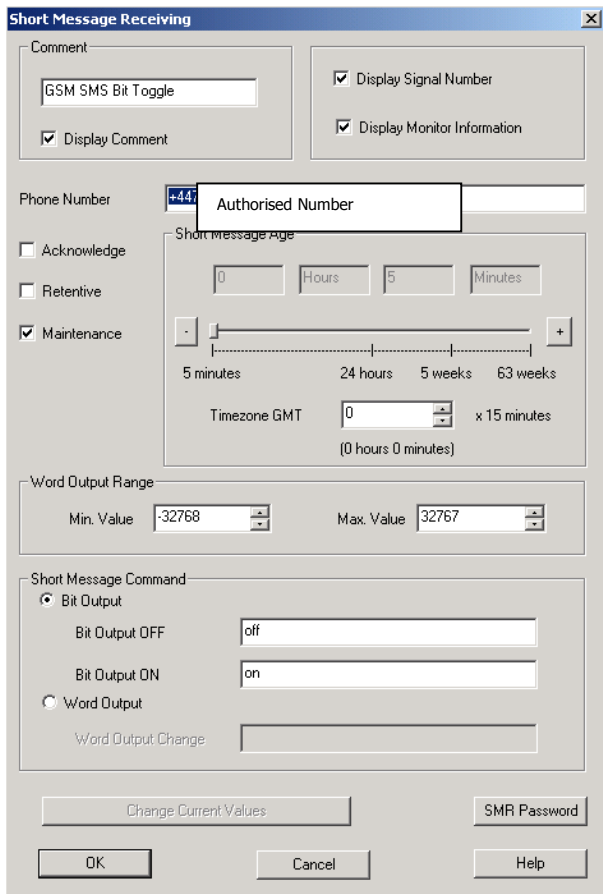 Short Message Receiving
Comment
GSM SMS Bit Toggle
Display Comment
Display Signal Number
Display Monitor Information
Phone Number
+447
Authorised Number
Acknowledge
Retentive
Maintenance
Short Message Age
0 Hours 5 Minutes
- +
5 minutes 24 hours 5 weeks 63 weeks
Timezone GMT 0 x 15 minutes
(0 hours 0 minutes)
Word Output Range
Min. Value -32768 Max. Value 32767
Short Message Command
Bit Output
Bit Output OFF off
Bit Output ON on
Word Output
Word Output Change
Change Current Values SMR Password
OK Cancel Help